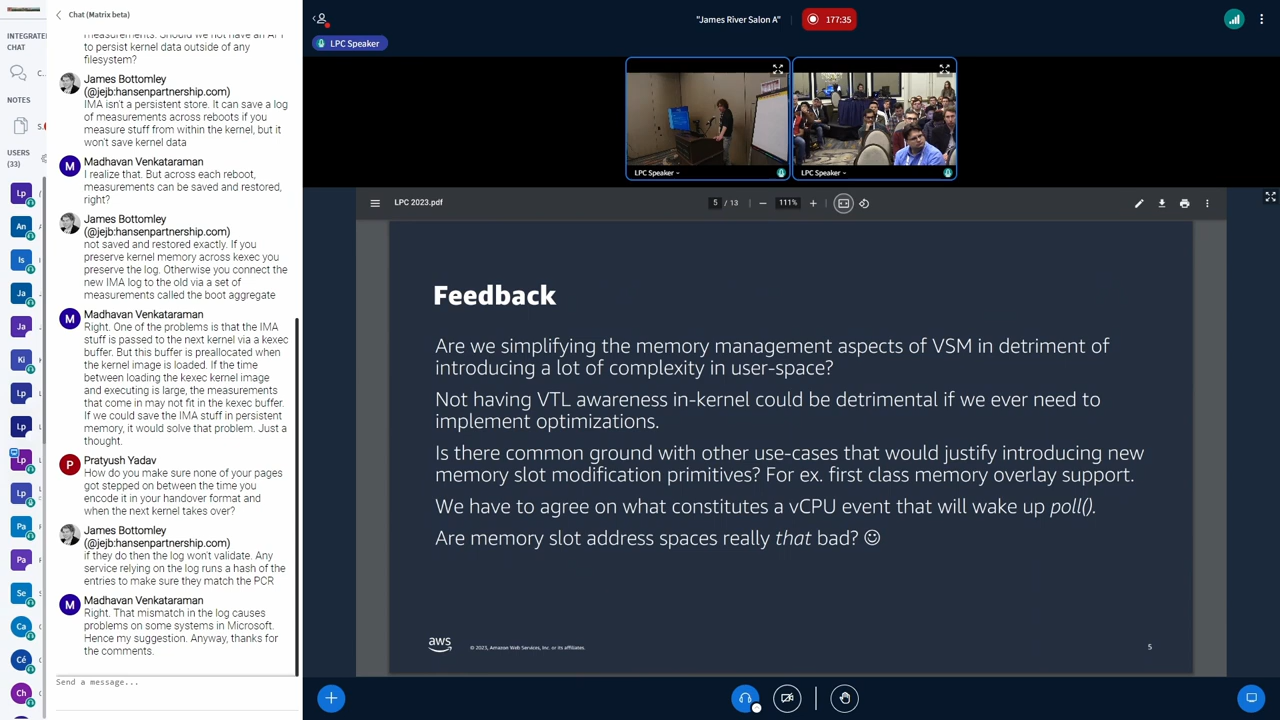 Chat (Matrix beta)
"James River Salon A"
177:35
LPC Speaker
INTEGRATE
CHAT
C.
NOTES
S.
USERS
(33)
Lp
An
Is
Ja
Ja
Ki
Lp
Lp
Lp
Lp
Pa
Pa
Se
Ca
Cé
Ch
to persist kernel data outside of any
filesystem?
James Bottomley
(@jejb:hansenpartnership.com)
IMA isn't a persistent store. It can save a log
of measurements across reboots if you
measure stuff from within the kernel, but it
won't save kernel data
M
Madhavan Venkataraman
I realize that. But across each reboot,
measurements can be saved and restored,
right?
James Bottomley
(@jejb:hansenpartnership.com)
not saved and restored exactly. If you
preserve kernel memory across kexec you
preserve the log. Otherwise you connect the
new IMA log to the old via a set of
measurements called the boot aggregate
M
Madhavan Venkataraman
Right. One of the problems is that the IMA
stuff is passed to the next kernel via a kexec
buffer. But this buffer is preallocated when
the kernel image is loaded. If the time
between loading the kexec kernel image
and executing is large, the measurements
that come in may not fit in the kexec buffer.
If we could save the IMA stuff in persistent
memory, it would solve that problem. Just a
thought.
P
Pratyush Yadav
How do you make sure none of your pages
got stepped on between the time you
encode it in your handover format and
when the next kernel takes over?
James Bottomley
(@jejb:hansenpartnership.com)
if they do then the log won't validate. Any
service relying on the log runs a hash of the
entries to make sure they match the PCR
M
Madhavan Venkataraman
Right. That mismatch in the log causes
problems on some systems in Microsoft.
Hence my suggestion. Anyway, thanks for
the comments.
Send a message...
LPC Speaker
LPC Speaker
LPC 2023.pdf
5 / 13
111%
Feedback
Are we simplifying the memory management aspects of VSM in detriment of
introducing a lot of complexity in user-space?
Not having VTL awareness in-kernel could be detrimental if we ever need to
implement optimizations.
Is there common ground with other use-cases that would justify introducing new
memory slot modification primitives? For ex. first class memory overlay support.
We have to agree on what constitutes a vCPU event that will wake up poll().
Are memory slot address spaces really that bad? ☺
aws
© 2023, Amazon Web Services, Inc. or its affiliates.
5